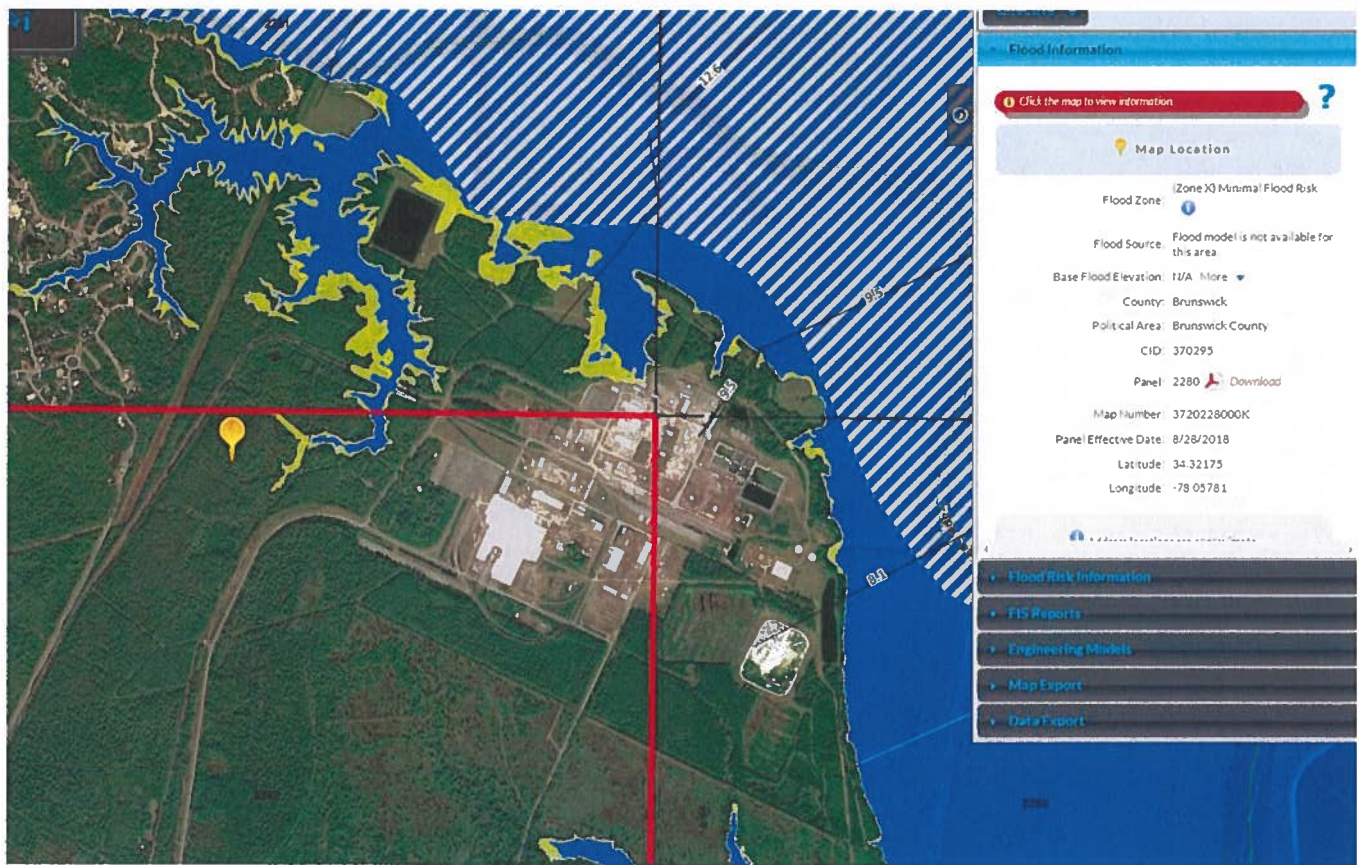 Flood Information
Click the map to view information
?
Map Location
Flood Zone: (Zone X) Minimal Flood Risk
Flood Source: Flood model is not available for
this area
Base Flood Elevation: N/A More
County: Brunswick
Political Area: Brunswick County
CID: 370295
Panel: 2280 Download
Map Number: 3720228000K
Panel Effective Date: 8/28/2018
Latitude: 34.32175
Longitude: -78.05781
Flood Risk Information
FIS Reports
Engineering Models
Map Export
Data Export
12.6
9.5
9.5
8.1